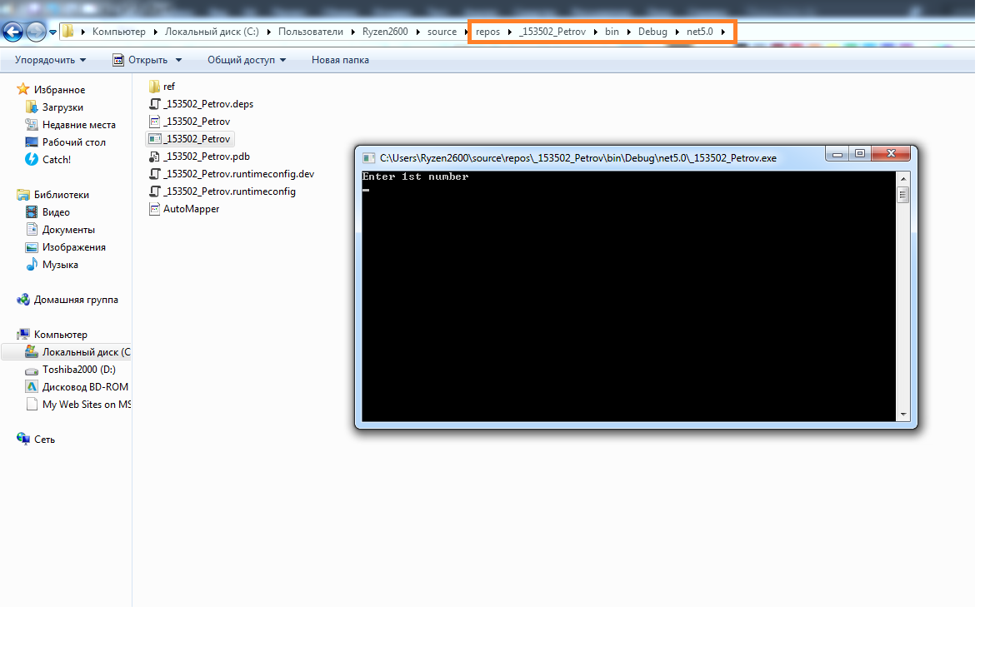 Компьютер Локальный диск (C:) Пользователи Ryzen2600 source repos _153502_Petrov bin Debug net5.0
Упорядочить Открыть Общий доступ Новая папка
Избранное
Загрузки
Недавние места
Рабочий стол
Catch!
Библиотеки
Видео
Документы
Изображения
Музыка
Домашняя группа
Компьютер
Локальный диск (C
Toshiba2000 (D:)
Дисковод BD-ROM
My Web Sites on MS
Сеть
ref
_153502_Petrov.deps
_153502_Petrov
_153502_Petrov
_153502_Petrov.pdb
_153502_Petrov.runtimeconfig.dev
_153502_Petrov.runtimeconfig
AutoMapper
C:\Users\Ryzen2600\source\repos\_153502_Petrov\bin\Debug\net5.0\_153502_Petrov.exe
Enter 1st number